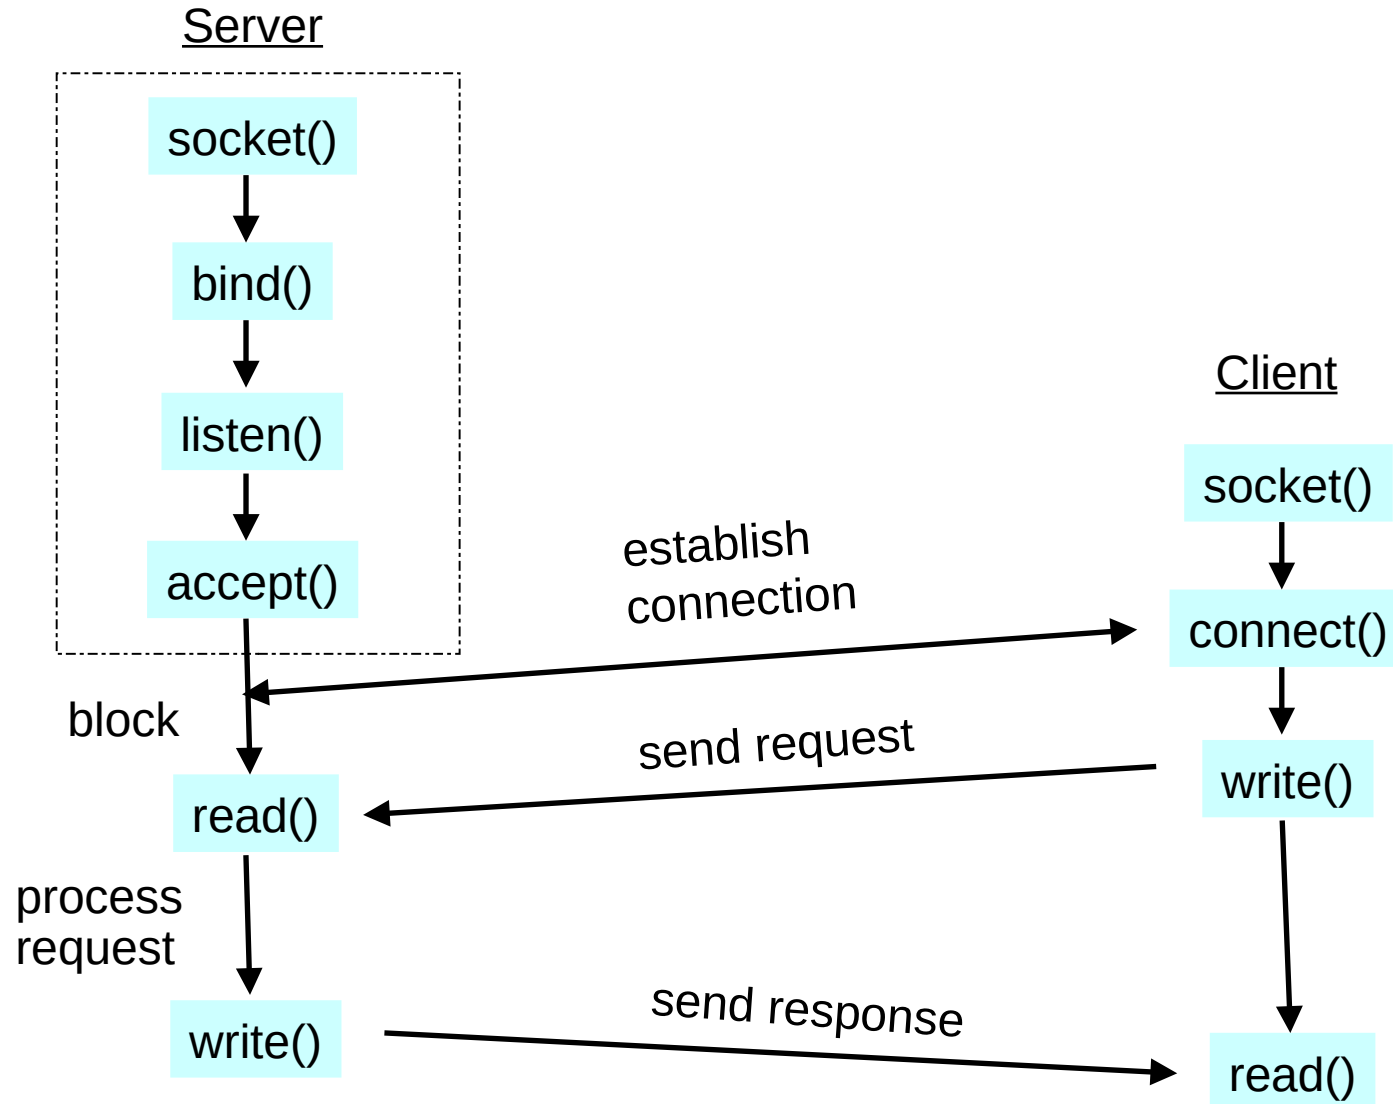 Server
socket()
bind()
listen()
accept()
block
read()
process
request
write()
establish
connection
send request
send response
Client
socket()
connect()
write()
read()